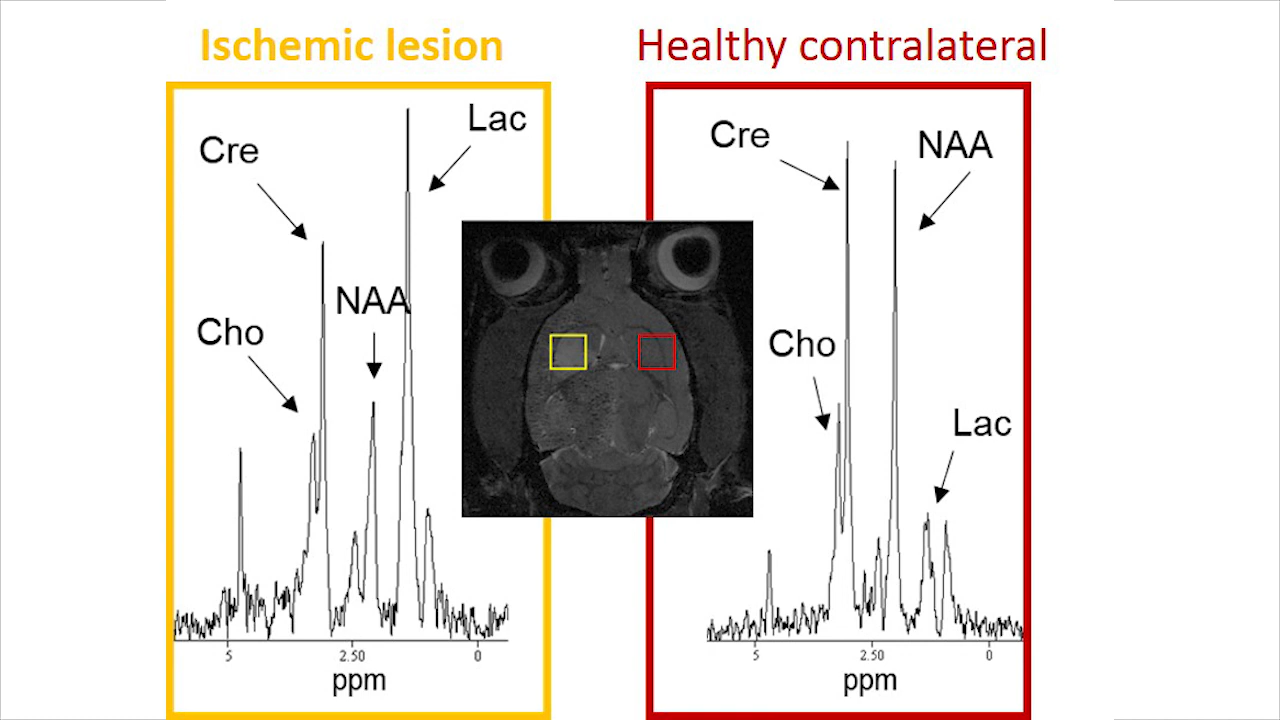 Ischemic lesion
Healthy contralateral
Lac
Cre
NAA
Cho
5
2.50
0
ppm
Cre
NAA
Cho
Lac
5
2.50
0
ppm